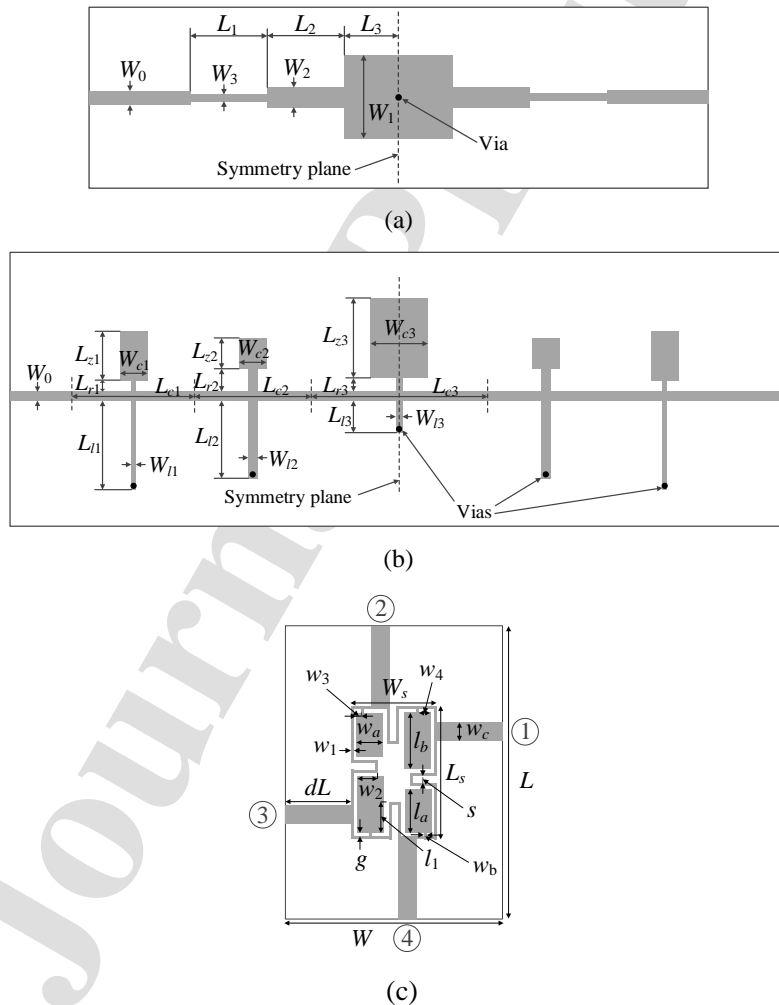 L1 L2 L3
W0 W3 W2 W1
Via
Symmetry plane
(a)
Lz1 Wc1 Lz2 Wc2 Lz3 Wc3
W0 Lr1 Lc1 Lr2 Lc2 Lr3 Lc3
Ll1 Wl1 Ll2 Wl2 Ll3 Wl3
Symmetry plane
Vias
(b)
②
w3 Ws w4
wa wc ①
w1 lb
Ls L
dL w2 s
③ la
g l1 wb
W ④
(c)
Journal P